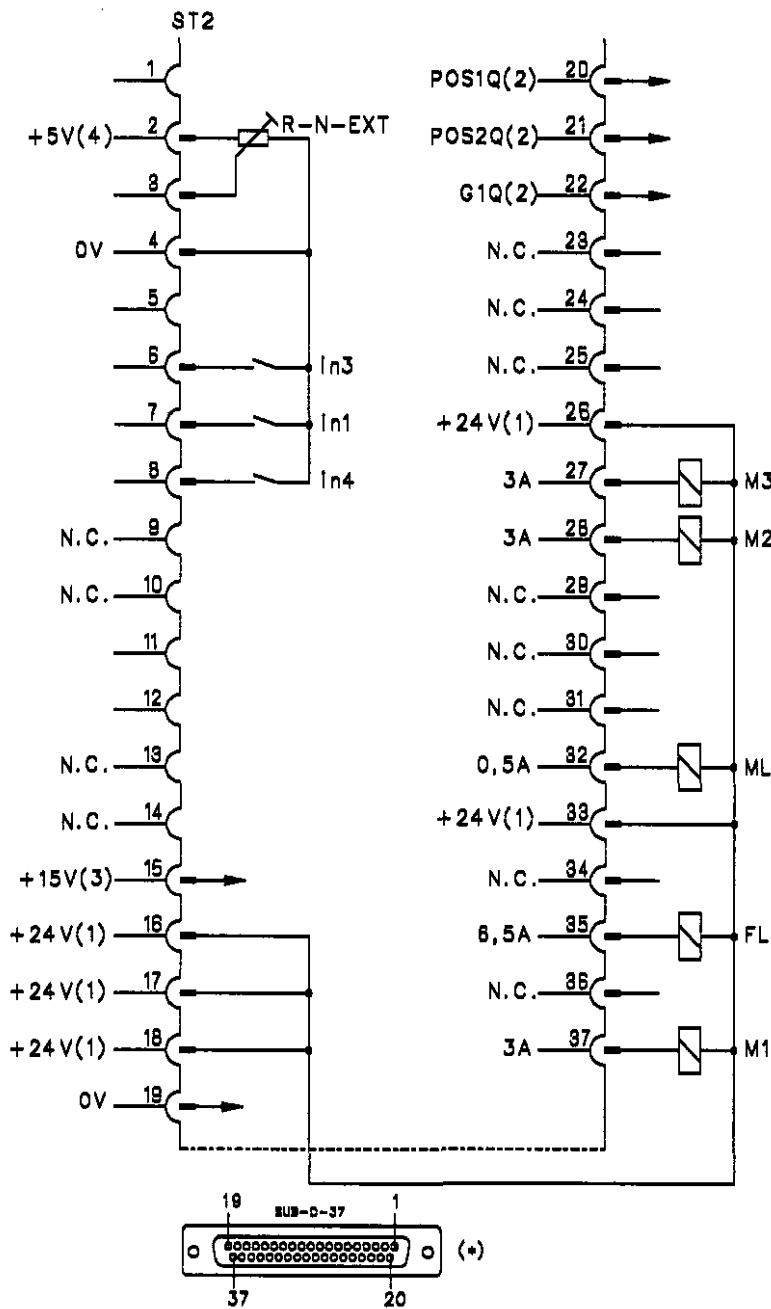 ST2
1
+5V(4) 2 R-N-EXT
3
0V 4
5
6 in3
7 in1
8 in4
N.C. 9
N.C. 10
11
12
N.C. 13
N.C. 14
+15V(3) 15
+24V(1) 16
+24V(1) 17
+24V(1) 18
0V 19
POS1Q(2) 20
POS2Q(2) 21
G1Q(2) 22
N.C. 23
N.C. 24
N.C. 25
+24V(1) 26
3A 27 M3
3A 28 M2
N.C. 29
N.C. 30
N.C. 31
0,5A 32 ML
+24V(1) 33
N.C. 34
6,5A 35 FL
N.C. 36
3A 37 M1
19 SUB-D-37 1
(*)
37 20